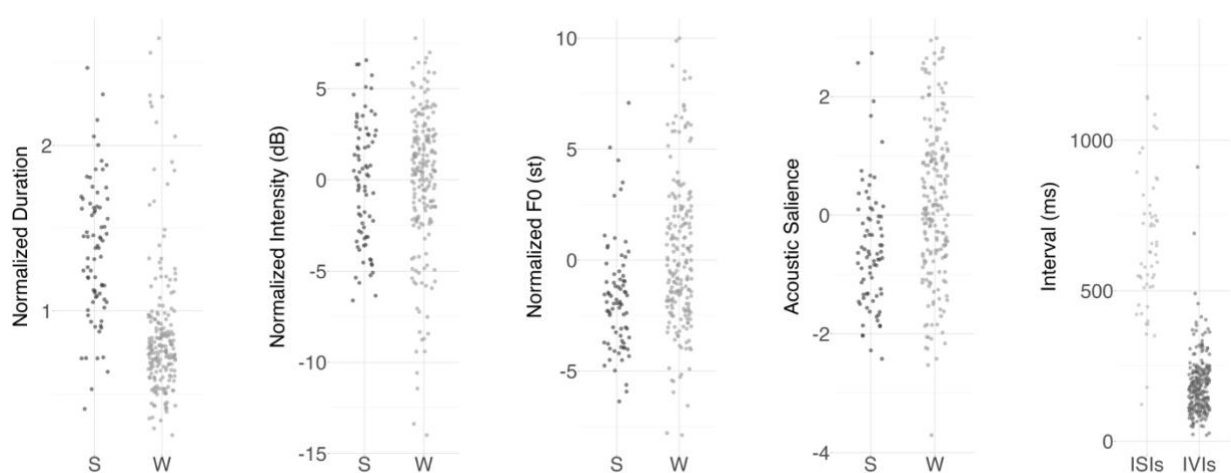 Normalized Duration
2
1
S W
Normalized Intensity (dB)
5
0
-5
-10
-15
S W
Normalized F0 (st)
10
5
0
-5
S W
Acoustic Salience
2
0
-2
-4
S W
Interval (ms)
1000
500
0
ISIs IVIs